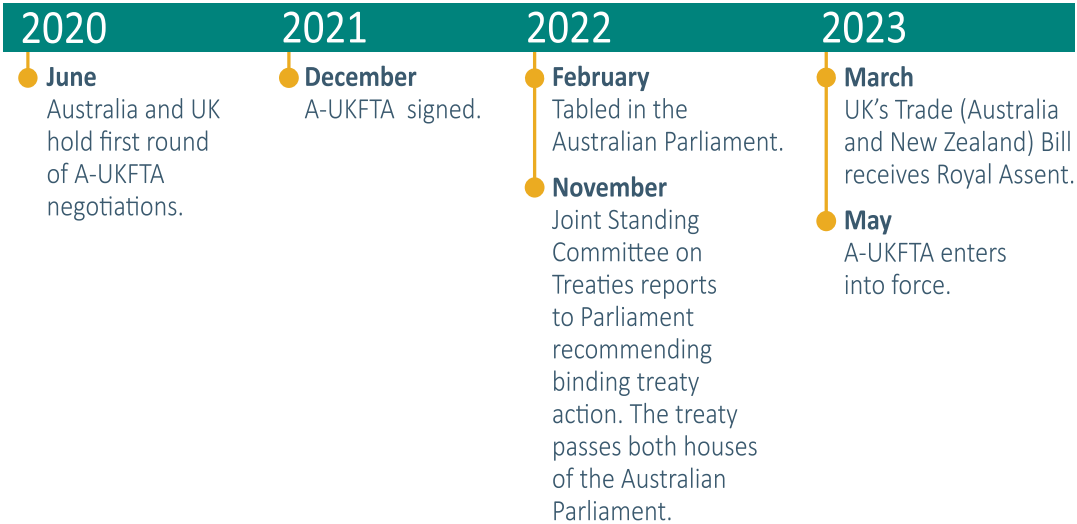 2020
June
Australia and UK
hold first round
of A-UKFTA
negotiations.
2021
December
A-UKFTA signed.
2022
February
Tabled in the
Australian Parliament.
November
Joint Standing
Committee on
Treaties reports
to Parliament
recommending
binding treaty
action. The treaty
passes both houses
of the Australian
Parliament.
2023
March
UK’s Trade (Australia
and New Zealand) Bill
receives Royal Assent.
May
A-UKFTA enters
into force.